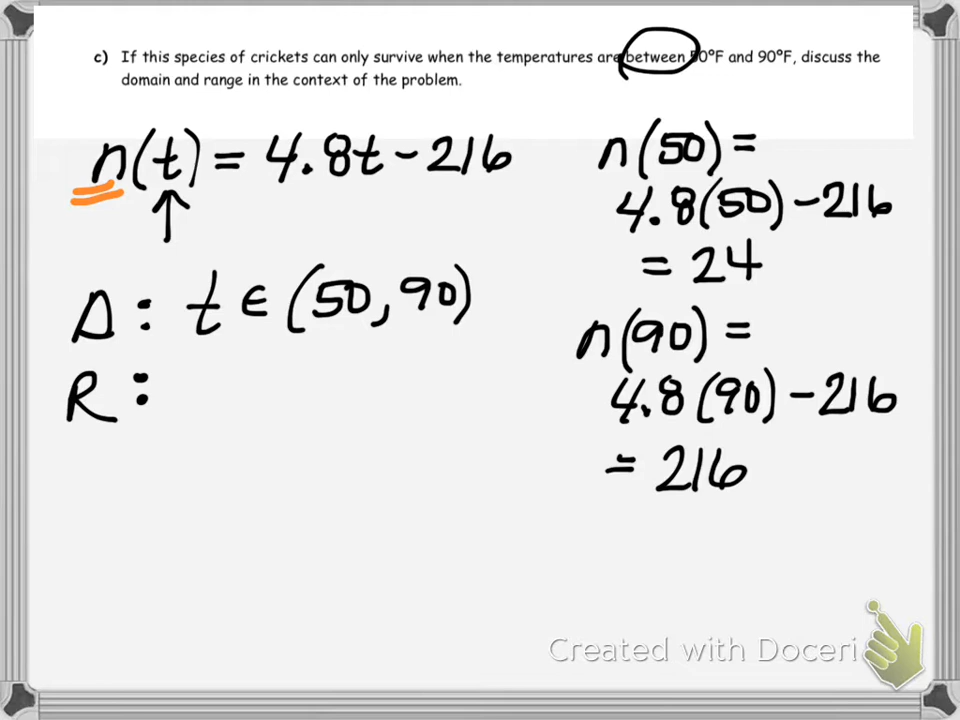 c) If this species of crickets can only survive when the temperatures are between 50°F and 90°F, discuss the
domain and range in the context of the problem.
n(t) = 4.8t - 216
↑
D: t ∈ (50, 90)
R:
n(50) =
4.8(50) - 216
= 24
n(90) =
4.8(90) - 216
= 216
Created with Doceri